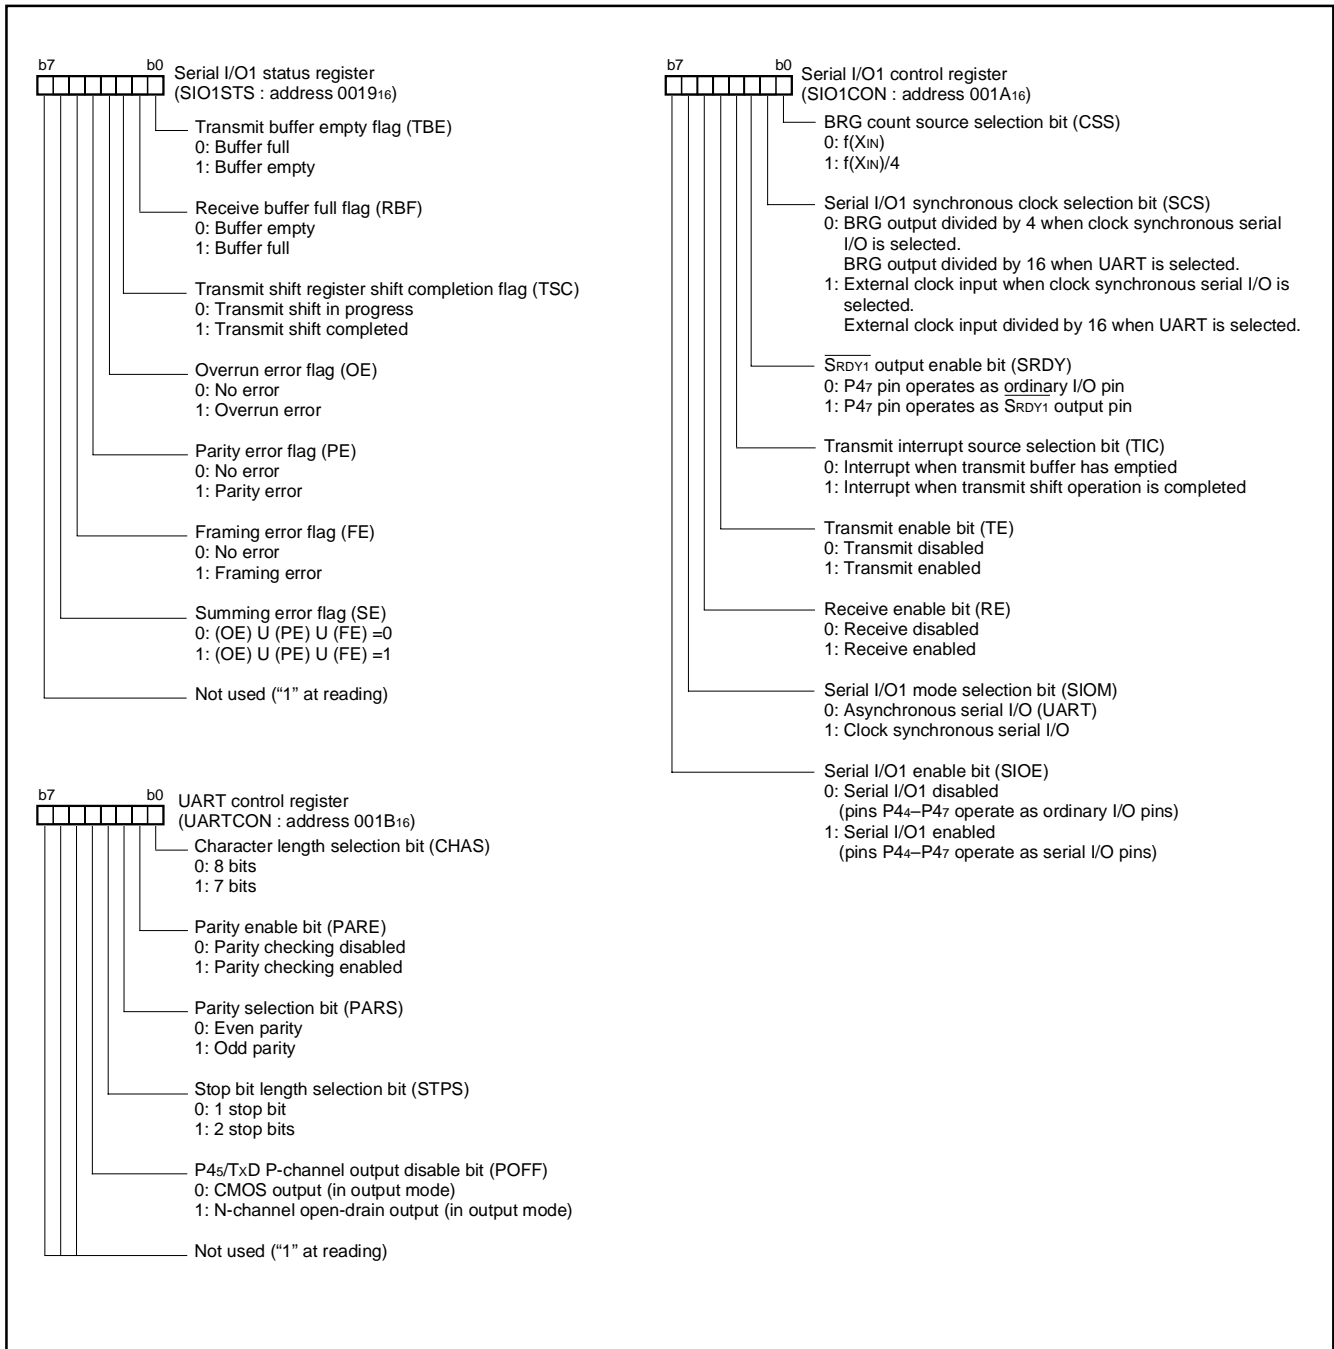 b7 b0
Serial I/O1 status register
(SIO1STS : address 0019₁₆)
Transmit buffer empty flag (TBE)
0: Buffer full
1: Buffer empty
Receive buffer full flag (RBF)
0: Buffer empty
1: Buffer full
Transmit shift register shift completion flag (TSC)
0: Transmit shift in progress
1: Transmit shift completed
Overrun error flag (OE)
0: No error
1: Overrun error
Parity error flag (PE)
0: No error
1: Parity error
Framing error flag (FE)
0: No error
1: Framing error
Summing error flag (SE)
0: (OE) U (PE) U (FE) =0
1: (OE) U (PE) U (FE) =1
Not used (“1” at reading)
b7 b0
UART control register
(UARTCON : address 001B₁₆)
Character length selection bit (CHAS)
0: 8 bits
1: 7 bits
Parity enable bit (PARE)
0: Parity checking disabled
1: Parity checking enabled
Parity selection bit (PARS)
0: Even parity
1: Odd parity
Stop bit length selection bit (STPS)
0: 1 stop bit
1: 2 stop bits
P4₅/TxD P-channel output disable bit (POFF)
0: CMOS output (in output mode)
1: N-channel open-drain output (in output mode)
Not used (“1” at reading)
b7 b0
Serial I/O1 control register
(SIO1CON : address 001A₁₆)
BRG count source selection bit (CSS)
0: f(XIN)
1: f(XIN)/4
Serial I/O1 synchronous clock selection bit (SCS)
0: BRG output divided by 4 when clock synchronous serial
I/O is selected.
BRG output divided by 16 when UART is selected.
1: External clock input when clock synchronous serial I/O is
selected.
External clock input divided by 16 when UART is selected.
S̅R̅D̅Y̅1̅ output enable bit (SRDY)
0: P4₇ pin operates as ordinary I/O pin
1: P4₇ pin operates as S̅R̅D̅Y̅1̅ output pin
Transmit interrupt source selection bit (TIC)
0: Interrupt when transmit buffer has emptied
1: Interrupt when transmit shift operation is completed
Transmit enable bit (TE)
0: Transmit disabled
1: Transmit enabled
Receive enable bit (RE)
0: Receive disabled
1: Receive enabled
Serial I/O1 mode selection bit (SIOM)
0: Asynchronous serial I/O (UART)
1: Clock synchronous serial I/O
Serial I/O1 enable bit (SIOE)
0: Serial I/O1 disabled
(pins P4₄–P4₇ operate as ordinary I/O pins)
1: Serial I/O1 enabled
(pins P4₄–P4₇ operate as serial I/O pins)